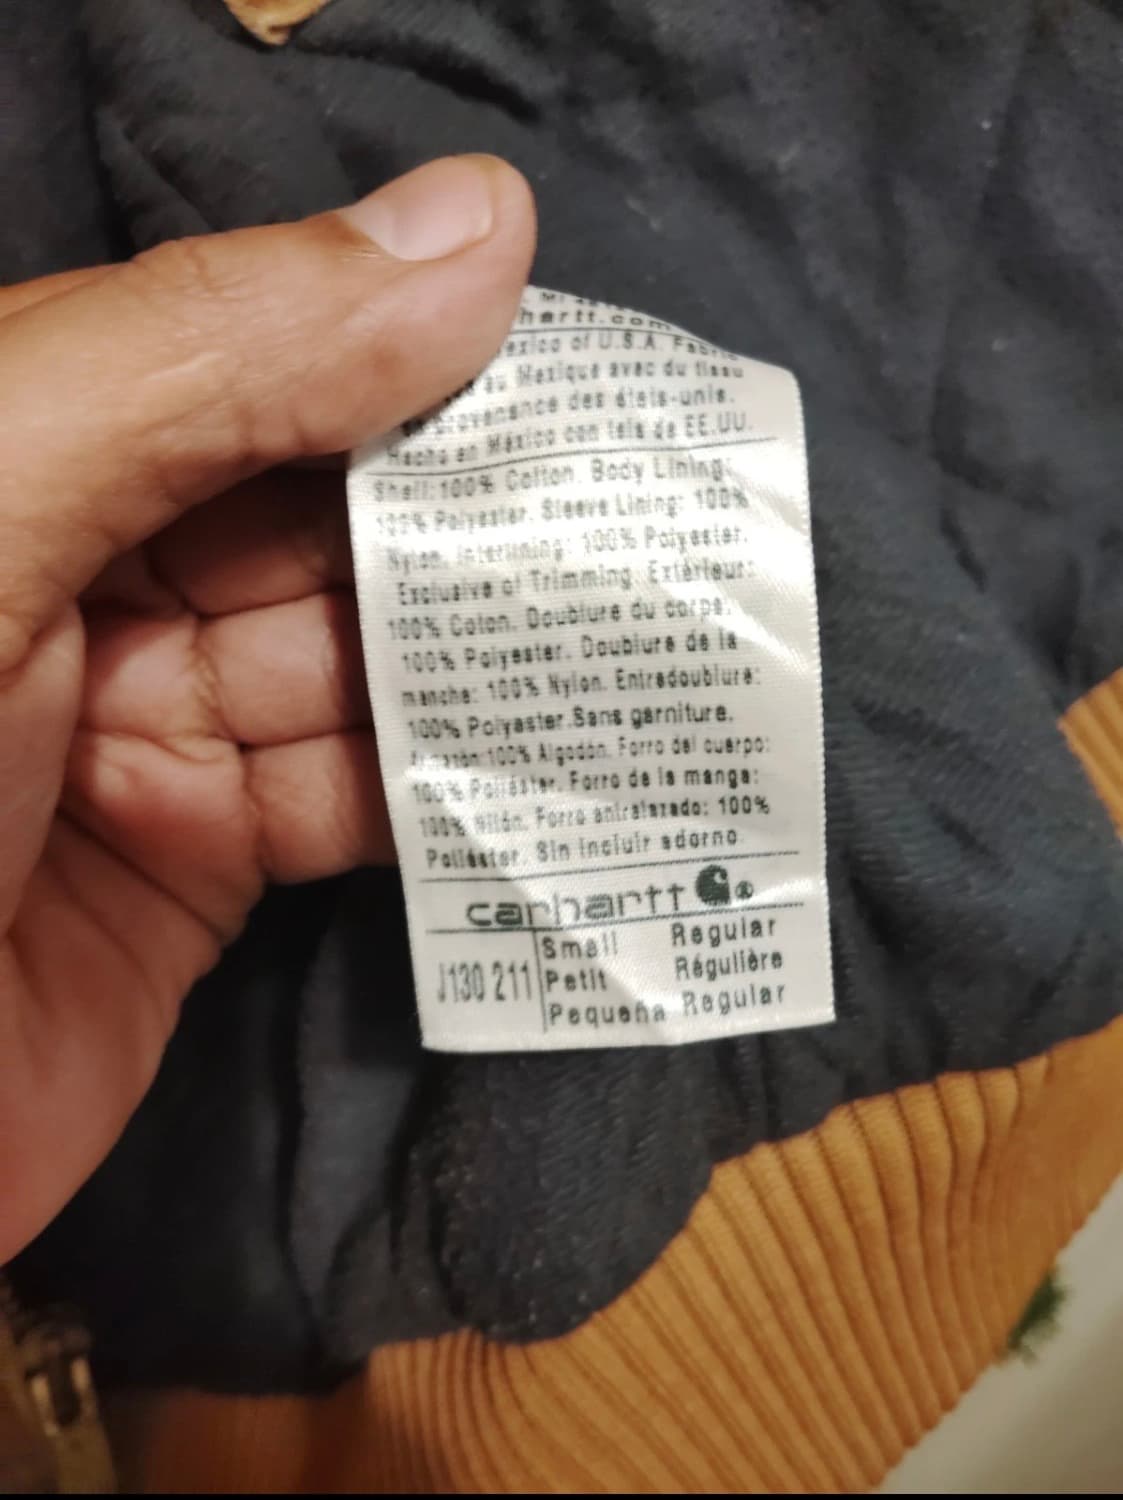 hartt.com
exico of U.S.A. Fabric
au Mexique avec du tissu
en provenance des états-unis.
Hecho en México con tela de EE.UU.
Shell:100% Cotton. Body Lining:
100% Polyester. Sleeve Lining: 100%
Nylon. Interlining: 100% Polyester.
Exclusive of Trimming. Extérieur:
100% Coton. Doublure du corps:
100% Polyester. Doublure de la
manche: 100% Nylon. Entredoublure:
100% Polyester.Sans garniture.
100% Algodón. Forro del cuerpo:
100% Poliéster. Forro de la manga:
100% Nilón. Forro entrelazado: 100%
Poliéster. Sin incluir adorno.
carhartt ®
J130 211
Small Regular
Petit Régulière
Pequeña Regular